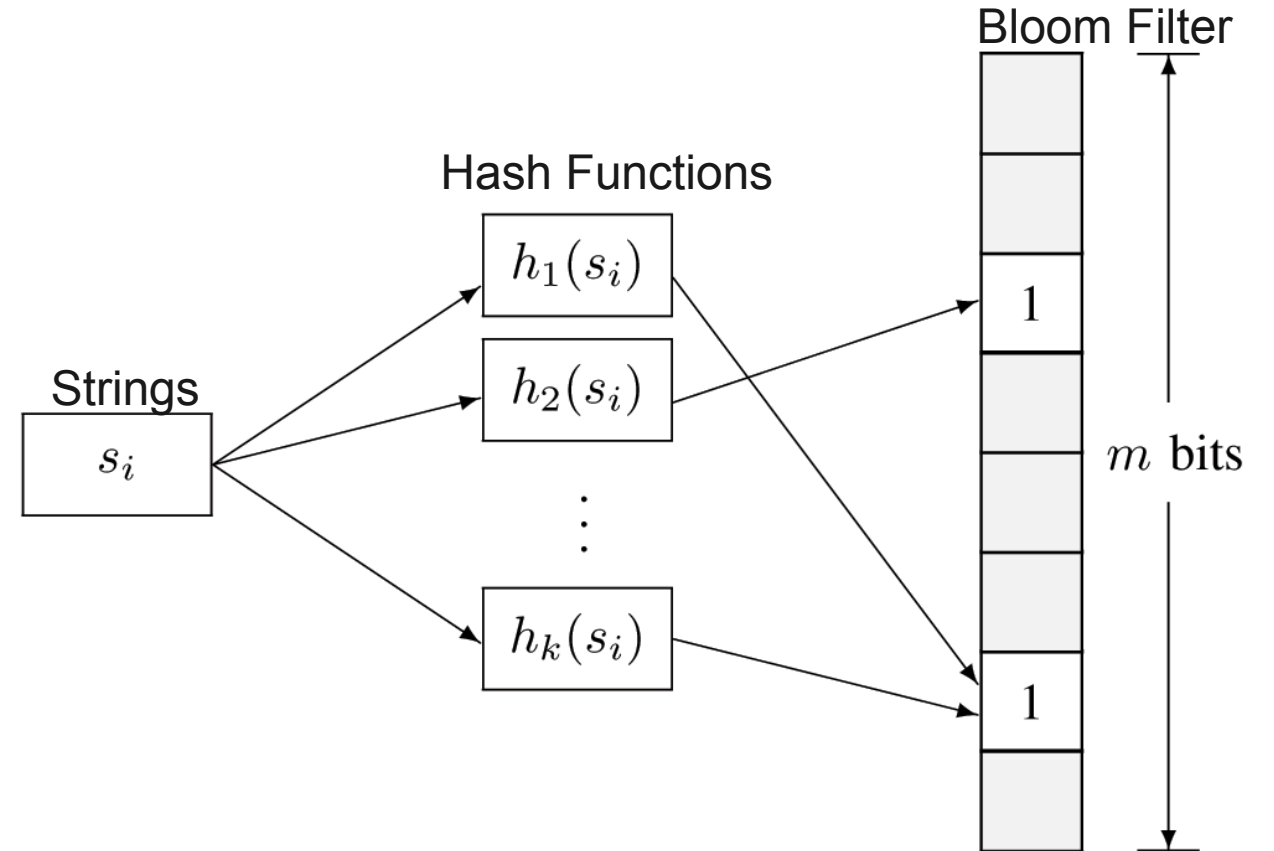 Bloom Filter
Hash Functions
h₁(sᵢ)
1
h₂(sᵢ)
Strings
sᵢ
m bits
⋮
hₖ(sᵢ)
1